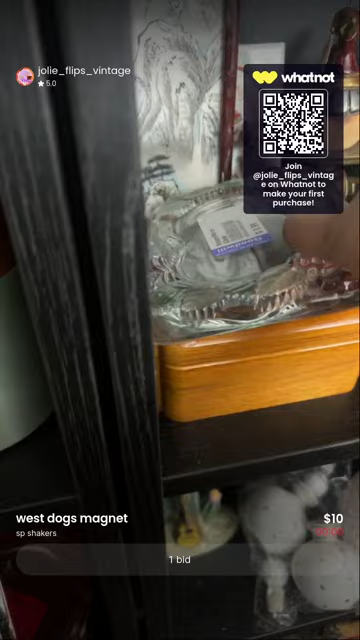 jolie_flips_vintage
★ 5.0
whatnot
Join
@jolie_flips_vintag
e on Whatnot to
make your first
purchase!
west dogs magnet
$10
sp shakers
1 bid